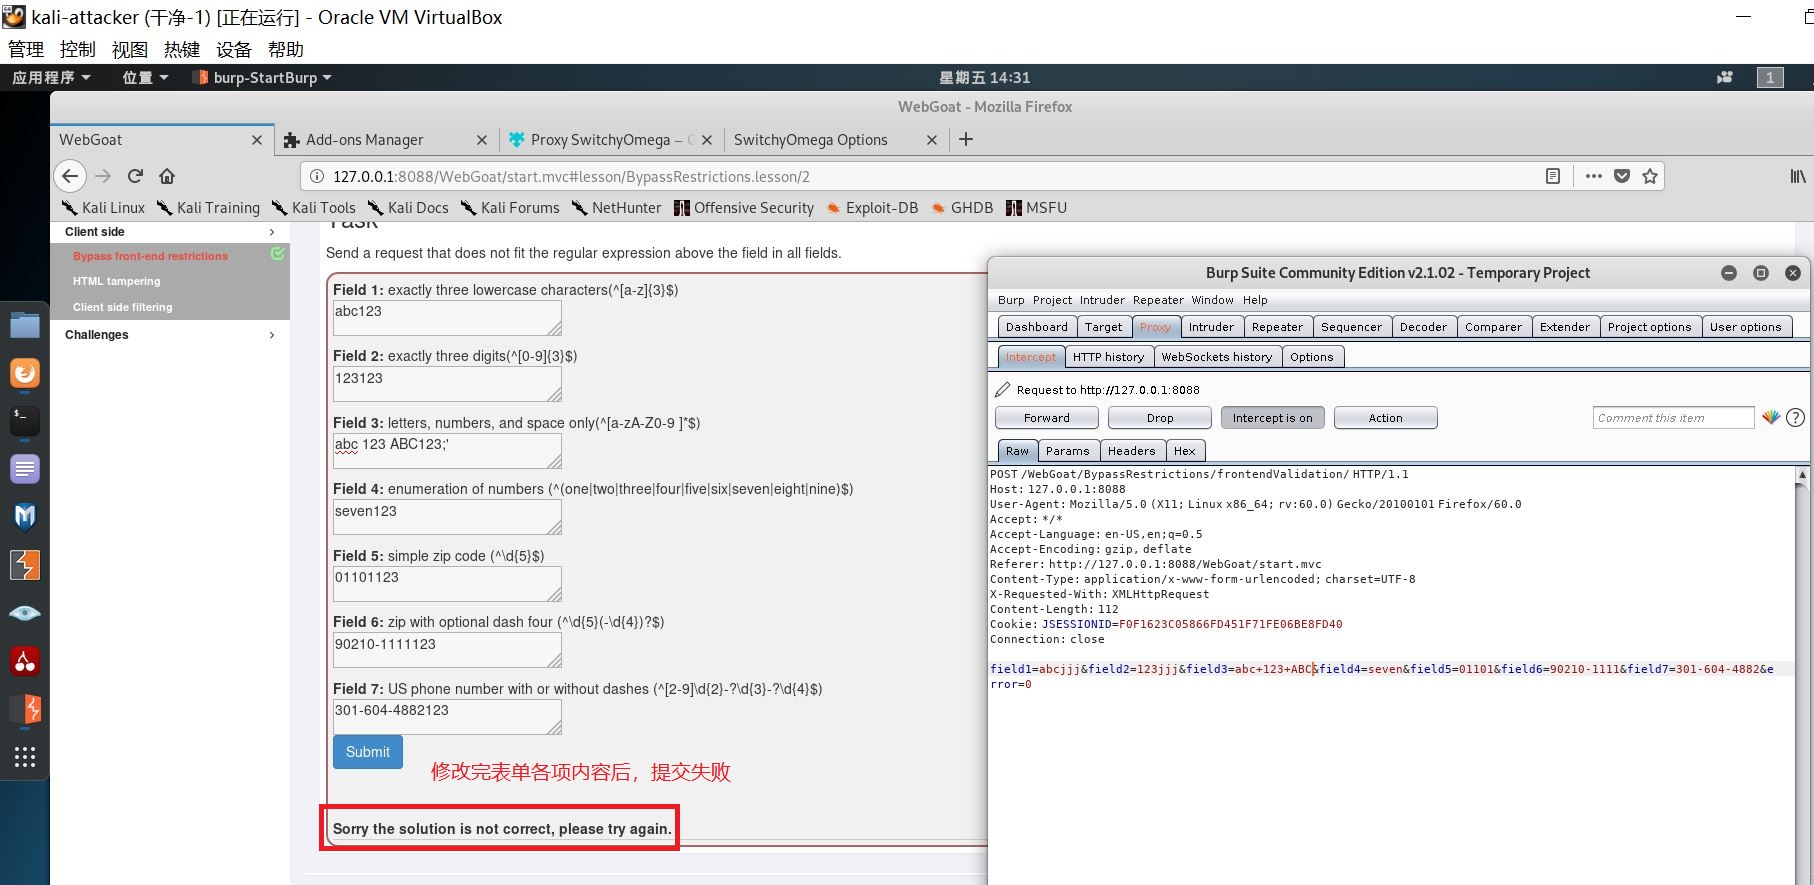 kali-attacker (干净-1) [正在运行] - Oracle VM VirtualBox
管理 控制 视图 热键 设备 帮助
应用程序 位置 burp-StartBurp 星期五 14:31 1
WebGoat - Mozilla Firefox
WebGoat Add-ons Manager Proxy SwitchyOmega – G SwitchyOmega Options
127.0.0.1:8088/WebGoat/start.mvc#lesson/BypassRestrictions.lesson/2
Kali Linux Kali Training Kali Tools Kali Docs Kali Forums NetHunter Offensive Security Exploit-DB GHDB MSFU
Client side
Bypass front-end restrictions
HTML tampering
Client side filtering
Challenges
Task
Send a request that does not fit the regular expression above the field in all fields.
Field 1: exactly three lowercase characters(^[a-z]{3}$)
abc123
Field 2: exactly three digits(^[0-9]{3}$)
123123
Field 3: letters, numbers, and space only(^[a-zA-Z0-9 ]*$)
abc 123 ABC123;'
Field 4: enumeration of numbers (^(one|two|three|four|five|six|seven|eight|nine)$)
seven123
Field 5: simple zip code (^\d{5}$)
01101123
Field 6: zip with optional dash four (^\d{5}(-\d{4})?$)
90210-1111123
Field 7: US phone number with or without dashes (^[2-9]\d{2}-?\d{3}-?\d{4}$)
301-604-4882123
Submit
修改完表单各项内容后，提交失败
Sorry the solution is not correct, please try again.
Burp Suite Community Edition v2.1.02 - Temporary Project
Burp Project Intruder Repeater Window Help
Dashboard Target Proxy Intruder Repeater Sequencer Decoder Comparer Extender Project options User options
Intercept HTTP history WebSockets history Options
Request to http://127.0.0.1:8088
Forward Drop Intercept is on Action Comment this item ?
Raw Params Headers Hex
POST /WebGoat/BypassRestrictions/frontendValidation/ HTTP/1.1
Host: 127.0.0.1:8088
User-Agent: Mozilla/5.0 (X11; Linux x86_64; rv:60.0) Gecko/20100101 Firefox/60.0
Accept: */*
Accept-Language: en-US,en;q=0.5
Accept-Encoding: gzip, deflate
Referer: http://127.0.0.1:8088/WebGoat/start.mvc
Content-Type: application/x-www-form-urlencoded; charset=UTF-8
X-Requested-With: XMLHttpRequest
Content-Length: 112
Cookie: JSESSIONID=F0F1623C05866FD451F71FE06BE8FD40
Connection: close
field1=abcjjj&field2=123jjj&field3=abc+123+ABC&field4=seven&field5=01101&field6=90210-1111&field7=301-604-4882&e
rror=0